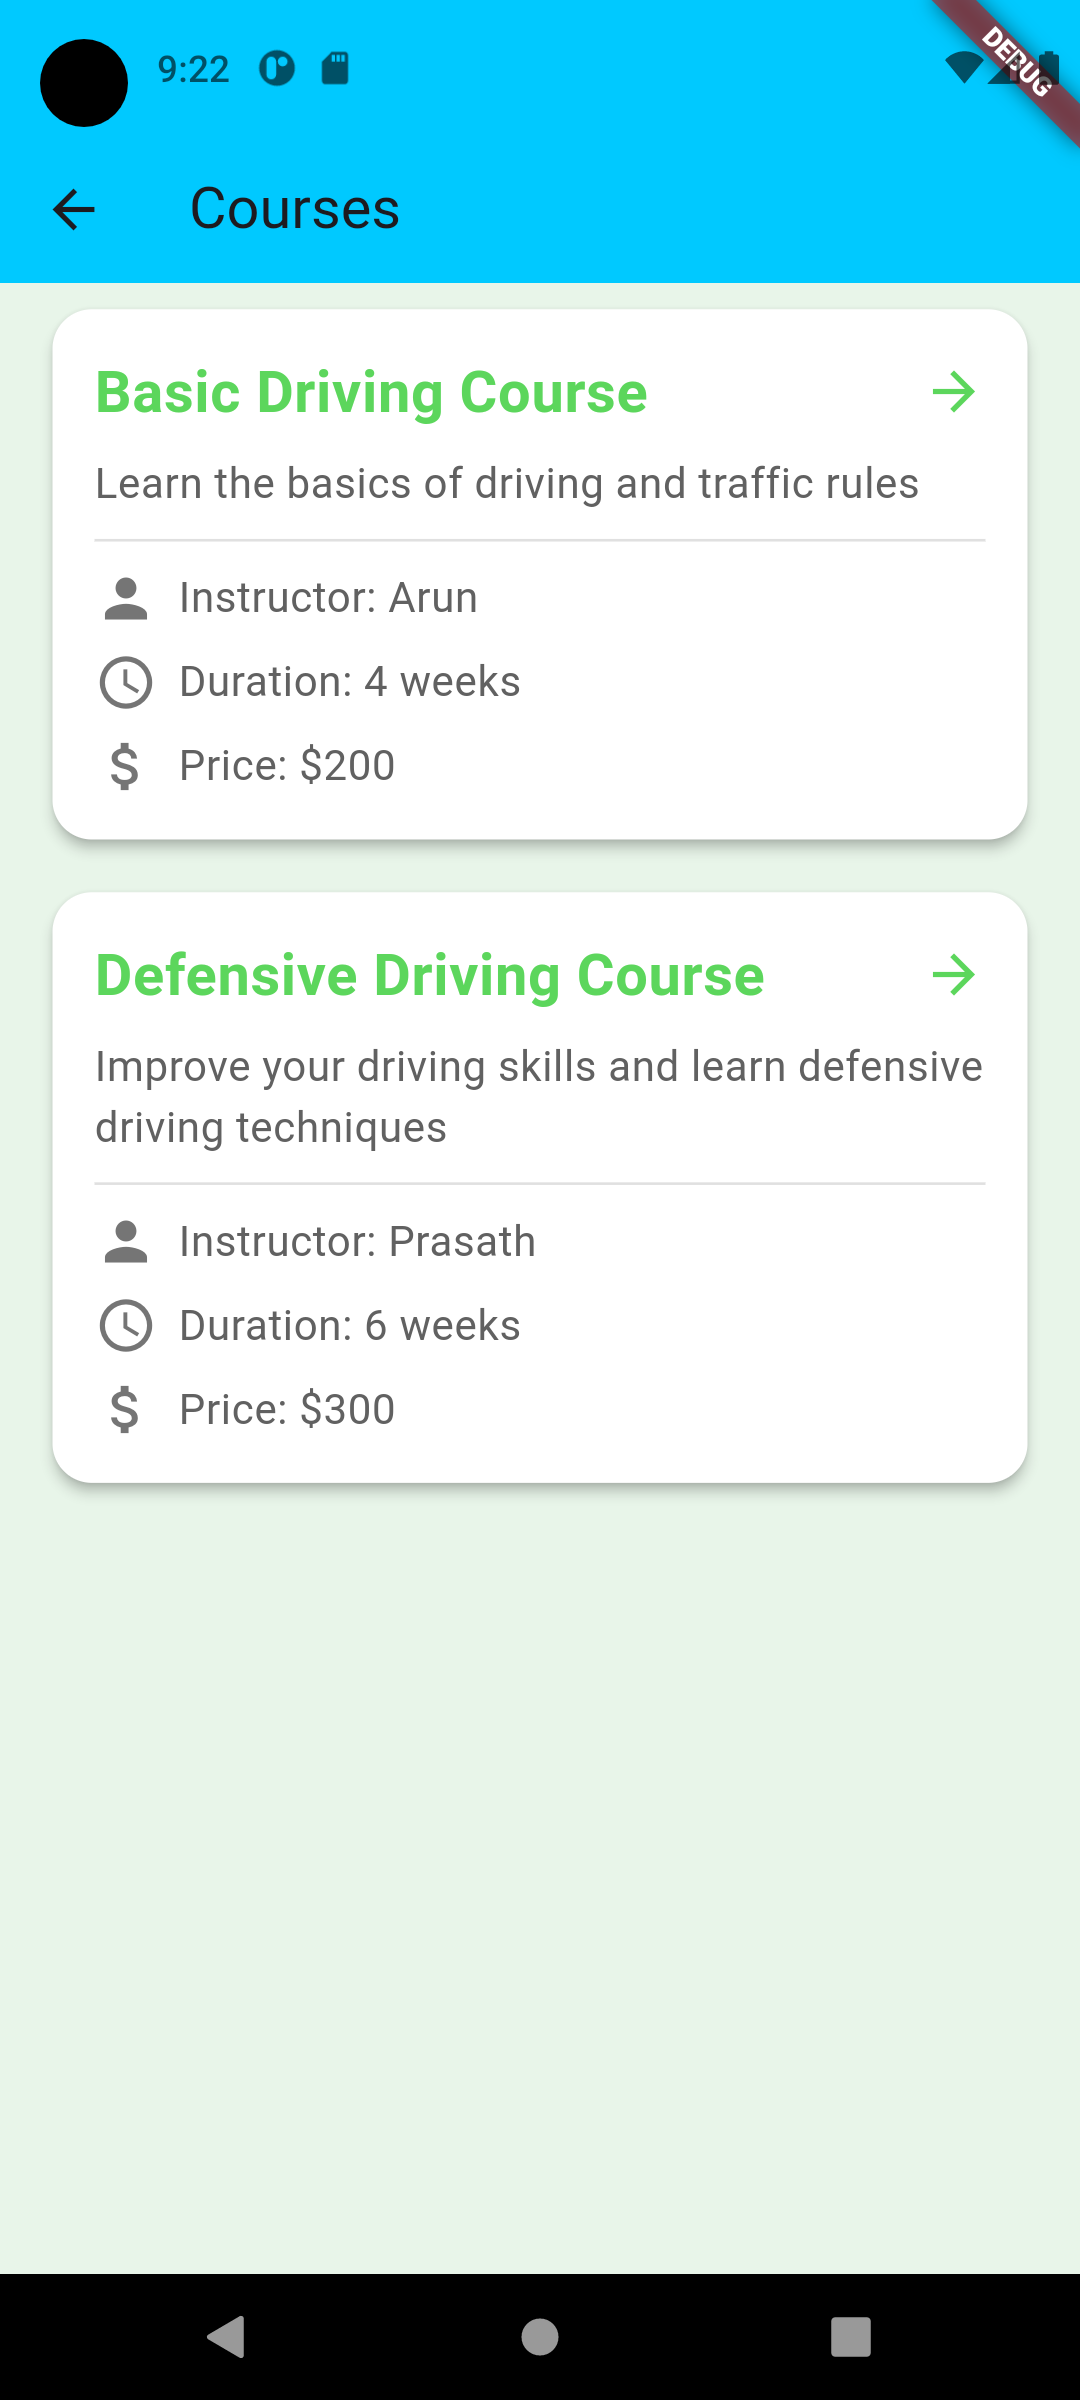 9:22
DEBUG
Courses
Basic Driving Course
Learn the basics of driving and traffic rules
Instructor: Arun
Duration: 4 weeks
Price: $200
Defensive Driving Course
Improve your driving skills and learn defensive
driving techniques
Instructor: Prasath
Duration: 6 weeks
Price: $300